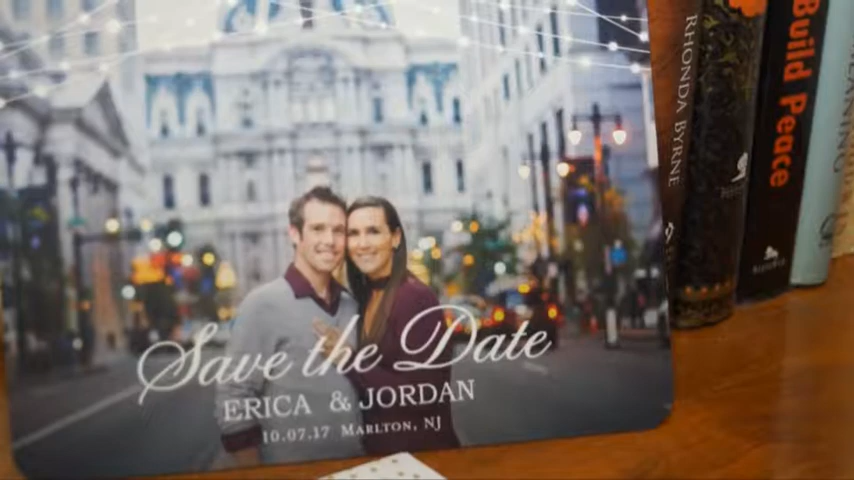 Save the Date
ERICA & JORDAN
10.07.17 MARLTON, NJ
RHONDA BYRNE
Build Peace